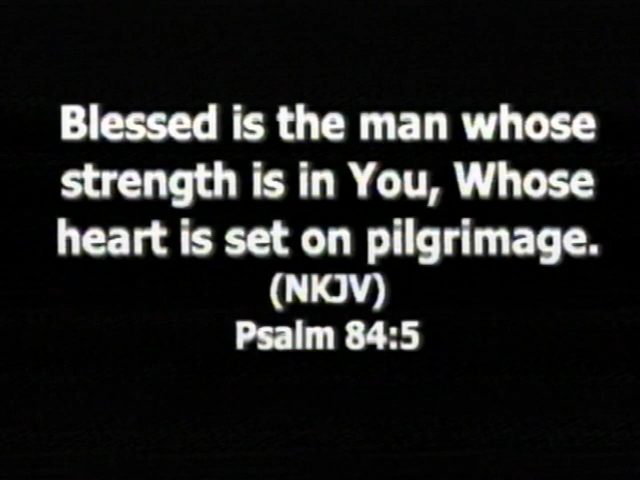 Blessed is the man whose
strength is in You, Whose
heart is set on pilgrimage.
(NKJV)
Psalm 84:5